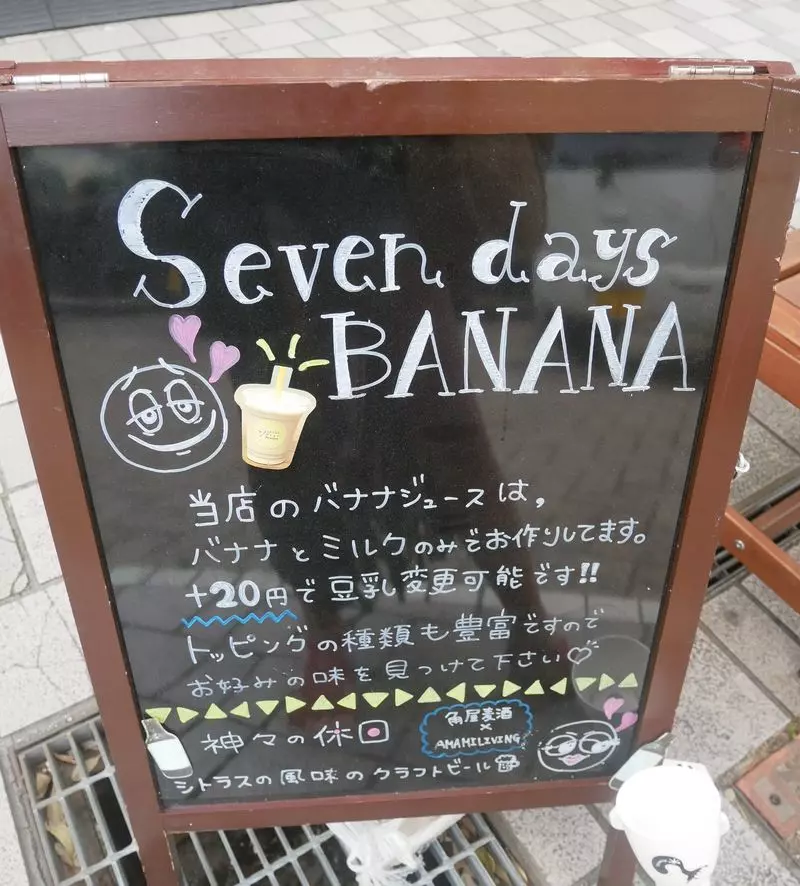 Seven days
BANANA
当店のバナナジュースは,
バナナとミルクのみでお作りしてます。
+20円で豆乳変更可能です!!
トッピングの種類も豊富ですので
お好みの味を見つけて下さい♡
神々の休日
角屋麦酒
×
AMAMILIVING
シトラスの風味のクラフトビール